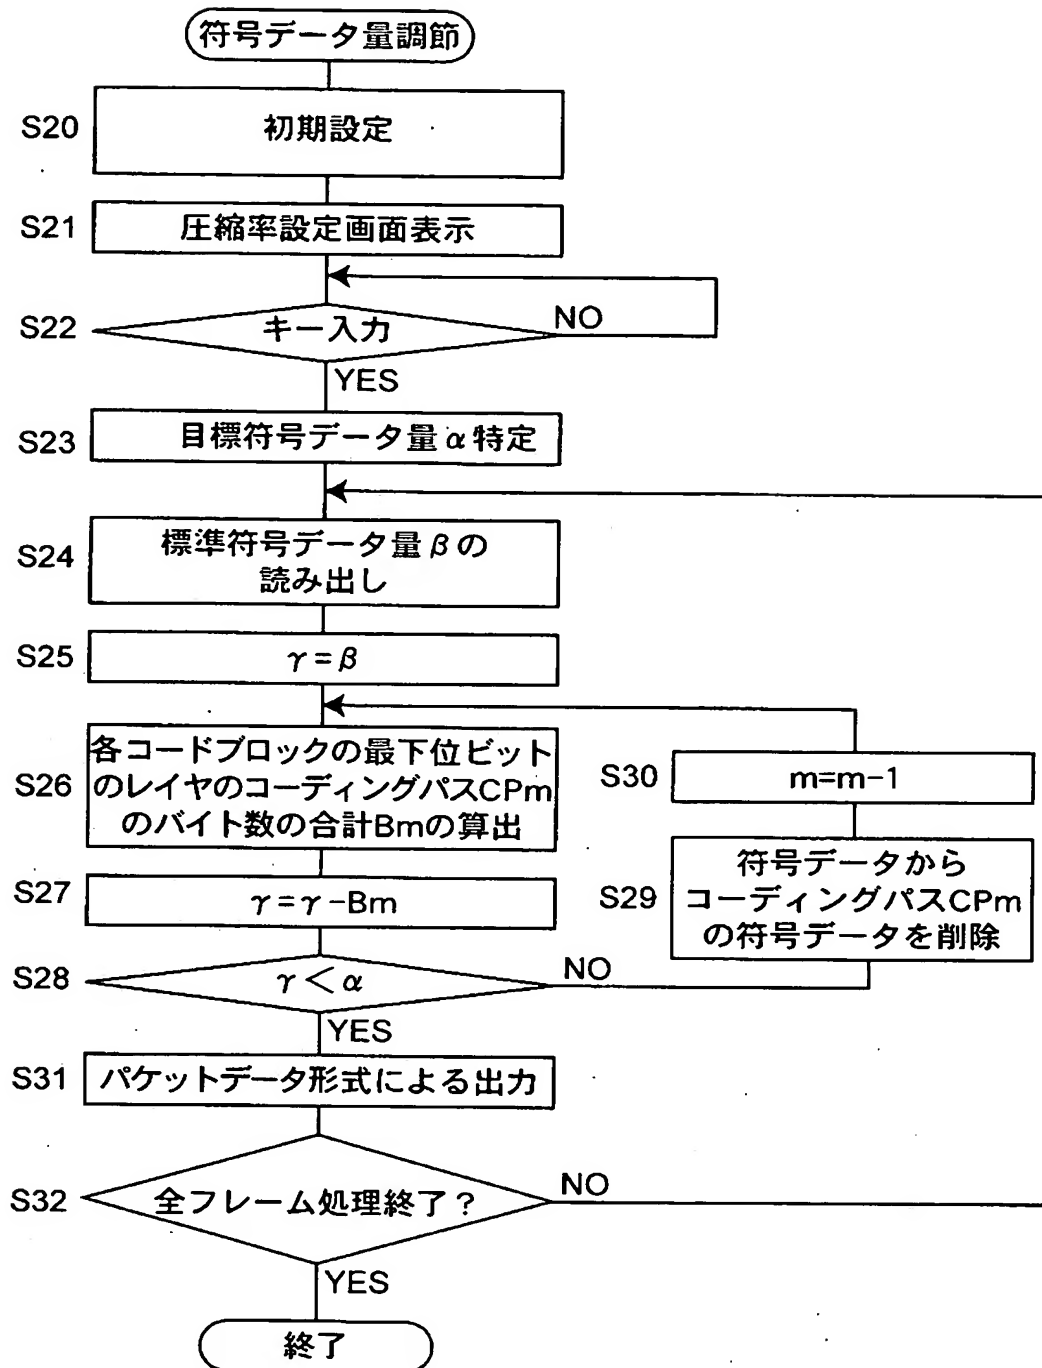 符号データ量調節
S20
初期設定
S21
圧縮率設定画面表示
S22
キー入力
NO
YES
S23
目標符号データ量α特定
S24
標準符号データ量βの
読み出し
S25
γ=β
S26
各コードブロックの最下位ビット
のレイヤのコーディングパスCPm
のバイト数の合計Bmの算出
S30
m=m-1
S27
γ=γ-Bm
S29
符号データから
コーディングパスCPm
の符号データを削除
S28
γ<α
NO
YES
S31
パケットデータ形式による出力
S32
全フレーム処理終了?
NO
YES
終了